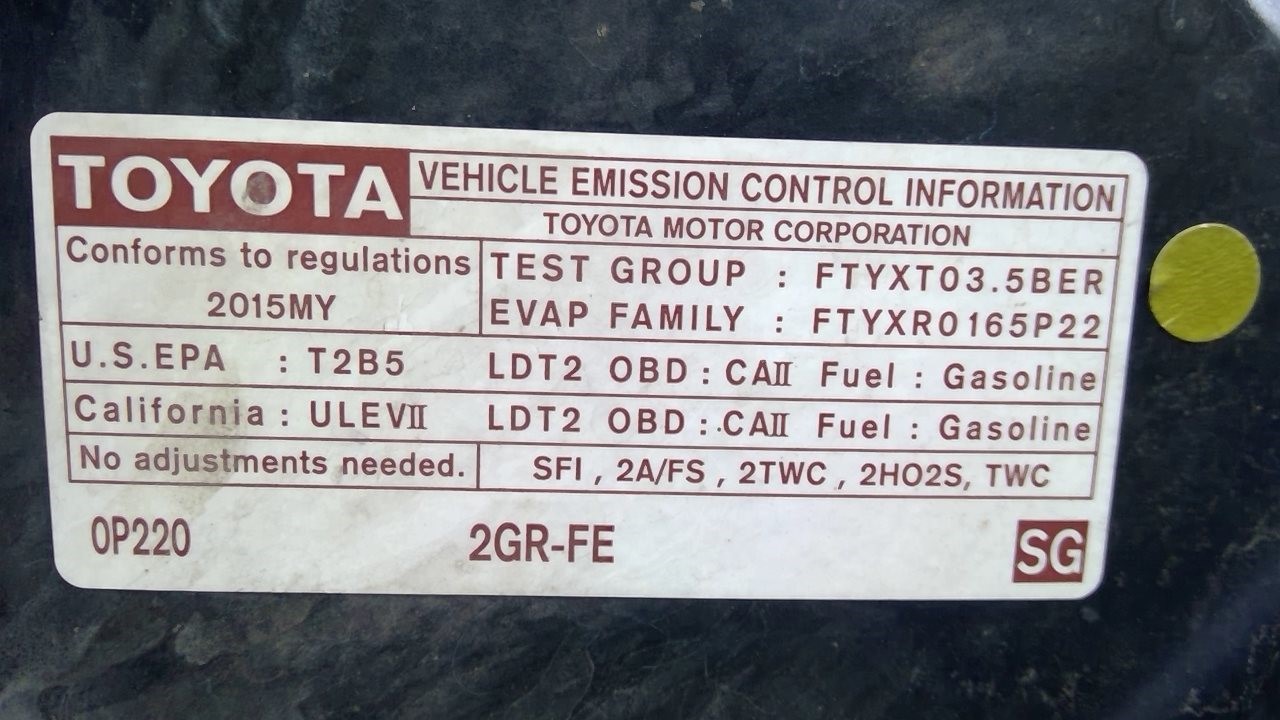 TOYOTA VEHICLE EMISSION CONTROL INFORMATION
TOYOTA MOTOR CORPORATION
Conforms to regulations
2015MY
TEST GROUP : FTYXT03.5BER
EVAP FAMILY : FTYXR0165P22
U.S.EPA : T2B5 LDT2 OBD : CAII Fuel : Gasoline
California : ULEVII LDT2 OBD : CAII Fuel : Gasoline
No adjustments needed. SFI , 2A/FS , 2TWC , 2HO2S, TWC
0P220 2GR-FE SG